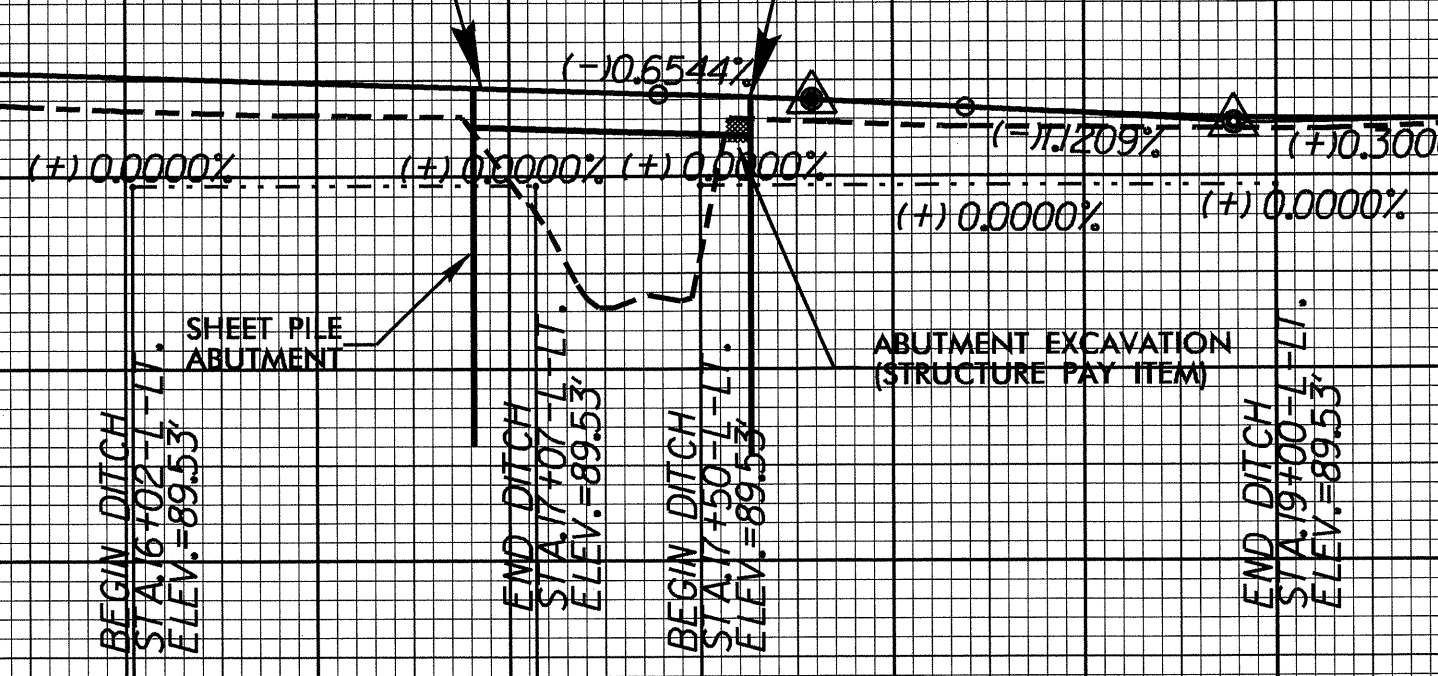 (-)0.6544%
(-)1.1209%
(+)0.300
(+) 0.0000%
(+) 0.0000%
(+) 0.0000%
(+) 0.0000%
(+) 0.0000%
SHEET PILE
ABUTMENT
ABUTMENT EXCAVATION
(STRUCTURE PAY ITEM)
BEGIN DITCH
STA.16+02-L-LT.
ELEV.=89.53'
END DITCH
STA.17+07-L-LT.
ELEV.=89.53'
BEGIN DITCH
STA.17+50-L-LT.
ELEV.=89.53'
END DITCH
STA.19+00-L-LT.
ELEV.=89.53'